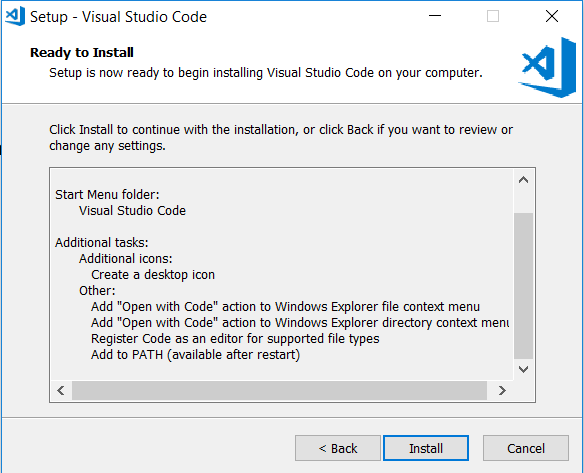 Setup - Visual Studio Code
Ready to Install
Setup is now ready to begin installing Visual Studio Code on your computer.
Click Install to continue with the installation, or click Back if you want to review or
change any settings.
Start Menu folder:
Visual Studio Code
Additional tasks:
Additional icons:
Create a desktop icon
Other:
Add "Open with Code" action to Windows Explorer file context menu
Add "Open with Code" action to Windows Explorer directory context menu
Register Code as an editor for supported file types
Add to PATH (available after restart)
< Back
Install
Cancel